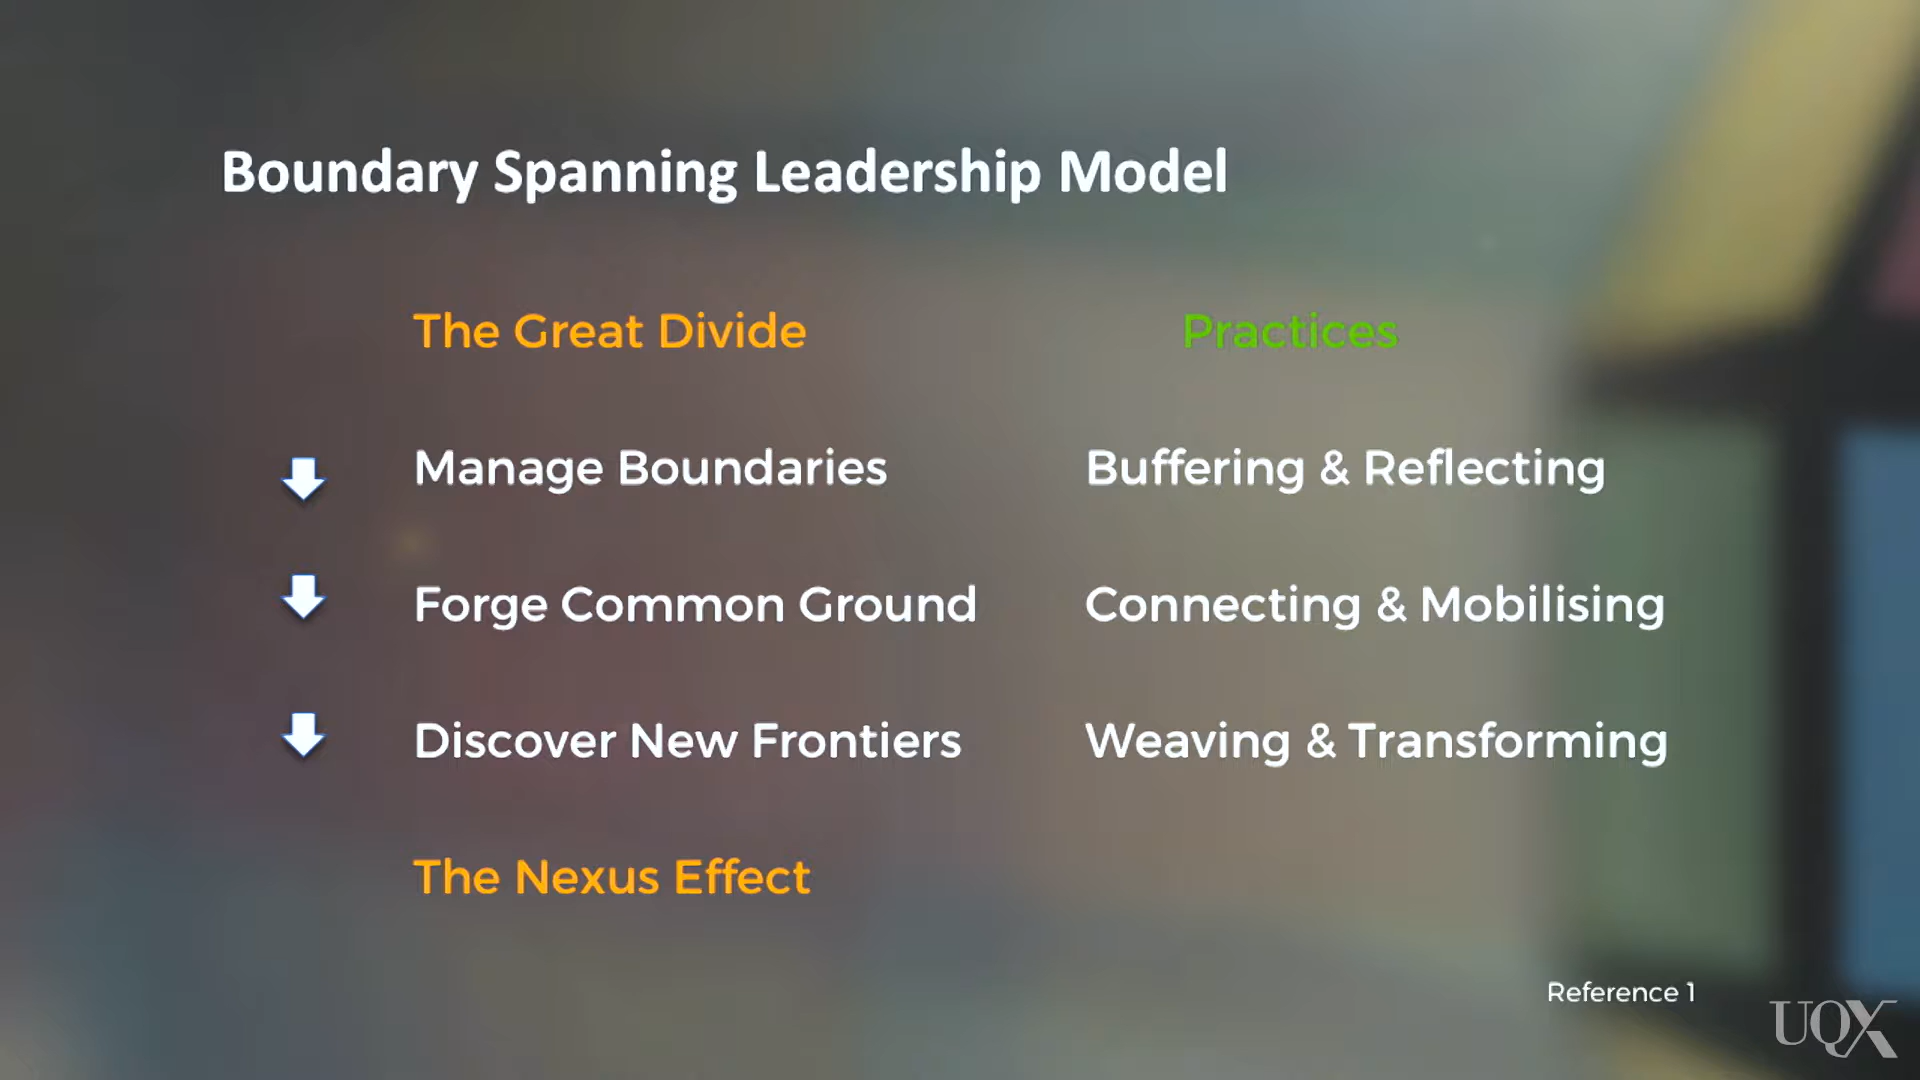 Boundary Spanning Leadership Model
The Great Divide
Practices
Manage Boundaries
Buffering & Reflecting
Forge Common Ground
Connecting & Mobilising
Discover New Frontiers
Weaving & Transforming
The Nexus Effect
Reference 1
UQX